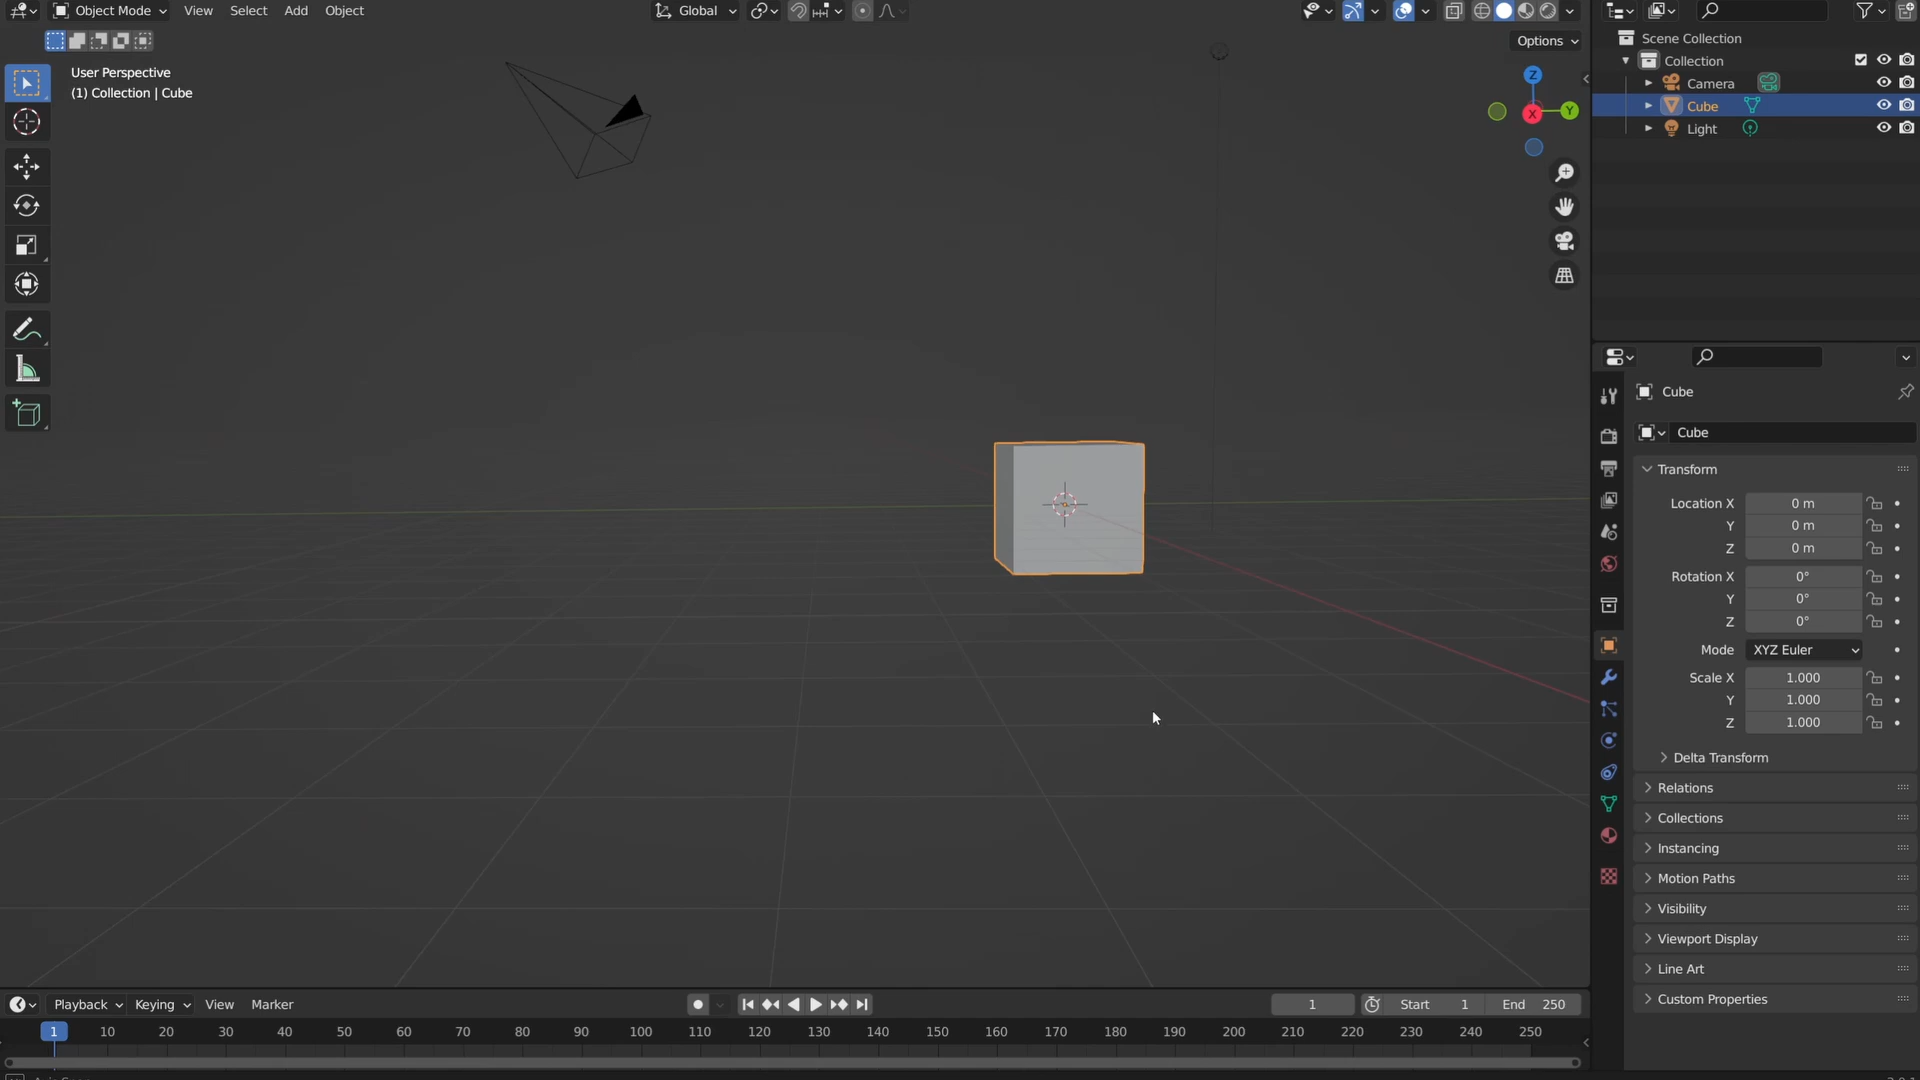 Object Mode View Select Add Object Global
Options
User Perspective
(1) Collection | Cube
Z
Y
X
Scene Collection
Collection
Camera
Cube
Light
Cube
Cube
Transform
Location X 0 m
Y 0 m
Z 0 m
Rotation X 0°
Y 0°
Z 0°
Mode XYZ Euler
Scale X 1.000
Y 1.000
Z 1.000
Delta Transform
Relations
Collections
Instancing
Motion Paths
Visibility
Viewport Display
Line Art
Custom Properties
Playback Keying View Marker 1 Start 1 End 250
1 10 20 30 40 50 60 70 80 90 100 110 120 130 140 150 160 170 180 190 200 210 220 230 240 250